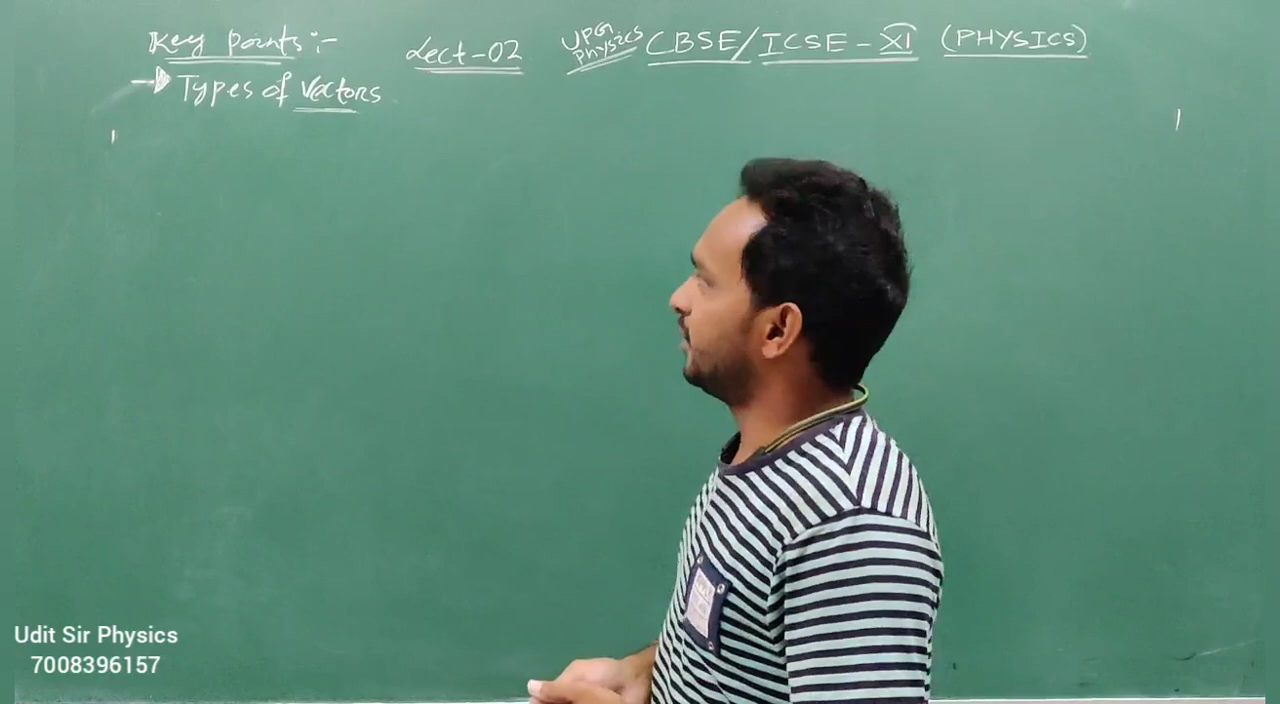 Key points :-
Lect-02
UPG Physics
CBSE/ICSE-XI (PHYSICS)
→ Types of Vectors
Udit Sir Physics
7008396157